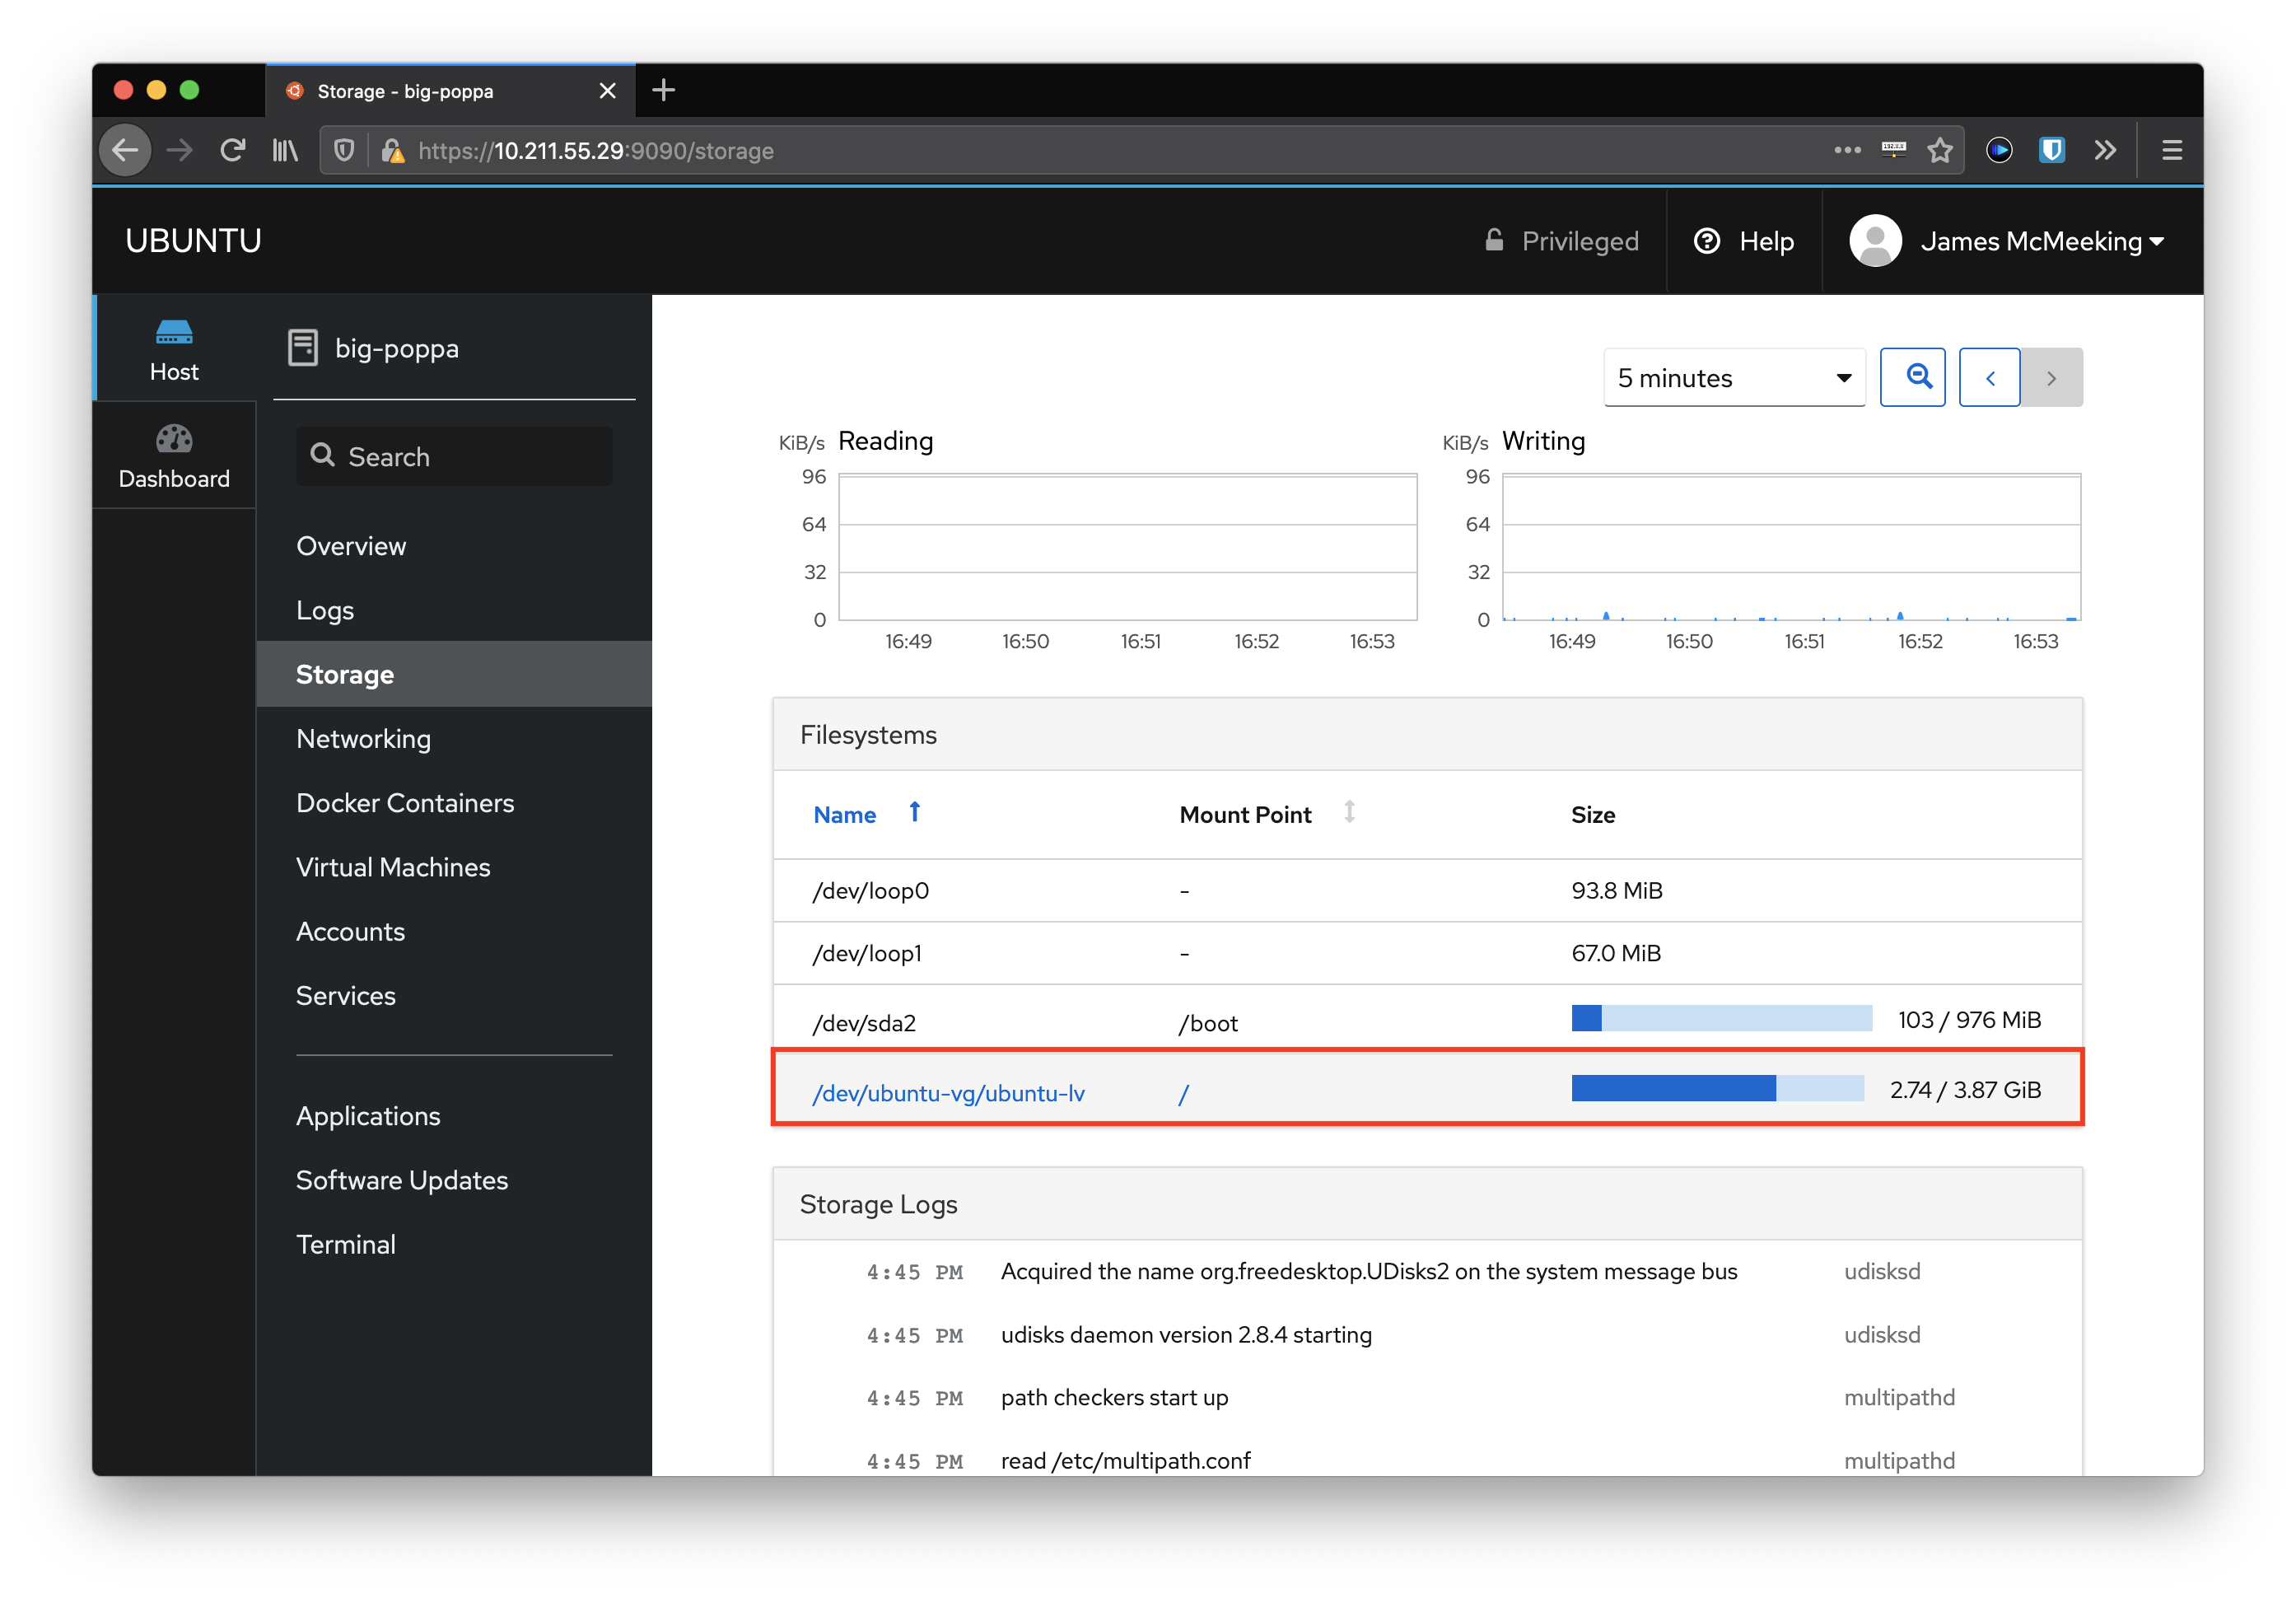 Storage - big-poppa
https://10.211.55.29:9090/storage
UBUNTU
Privileged
Help
James McMeeking
Host
Dashboard
big-poppa
Search
Overview
Logs
Storage
Networking
Docker Containers
Virtual Machines
Accounts
Services
Applications
Software Updates
Terminal
5 minutes
KiB/s Reading
96
64
32
0
16:49 16:50 16:51 16:52 16:53
KiB/s Writing
96
64
32
0
16:49 16:50 16:51 16:52 16:53
Filesystems
Name Mount Point Size
/dev/loop0 - 93.8 MiB
/dev/loop1 - 67.0 MiB
/dev/sda2 /boot 103 / 976 MiB
/dev/ubuntu-vg/ubuntu-lv / 2.74 / 3.87 GiB
Storage Logs
4:45 PM Acquired the name org.freedesktop.UDisks2 on the system message bus udisksd
4:45 PM udisks daemon version 2.8.4 starting udisksd
4:45 PM path checkers start up multipathd
4:45 PM read /etc/multipath.conf multipathd